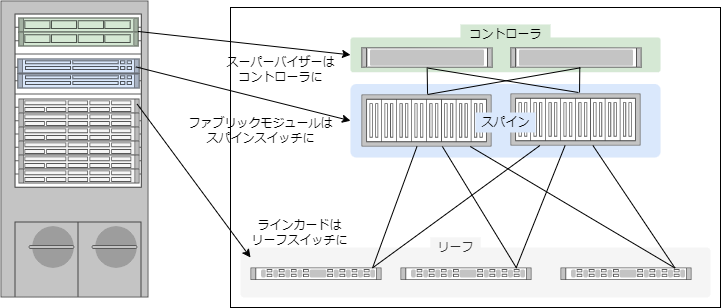 コントローラ
スーパーバイザーは
コントローラに
ファブリックモジュールは
スパインスイッチに
スパイン
ラインカードは
リーフスイッチに
リーフ